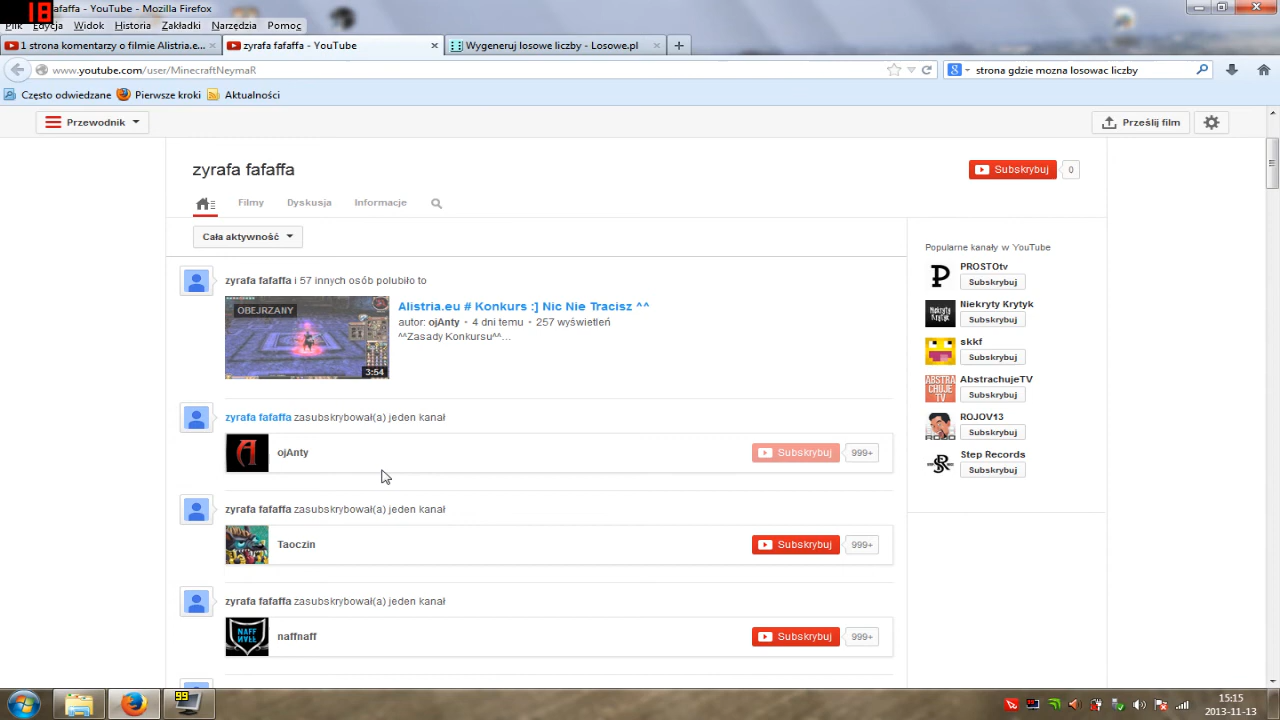 18
afaffa - YouTube - Mozilla Firefox
Plik Edycja Widok Historia Zakładki Narzędzia Pomoc
1 strona komentarzy o filmie Alistria.e...
zyrafa fafaffa - YouTube
Wygeneruj losowe liczby - Losowe.pl
www.youtube.com/user/MinecraftNeymaR
strona gdzie mozna losowac liczby
Często odwiedzane Pierwsze kroki Aktualności
Przewodnik
Prześlij film
zyrafa fafaffa
Subskrybuj 0
Filmy Dyskusja Informacje
Cała aktywność
zyrafa fafaffa i 57 innych osób polubiło to
OBEJRZANY
3:54
Alistria.eu # Konkurs :] Nic Nie Tracisz ^^
autor: ojAnty · 4 dni temu · 257 wyświetleń
^^Zasady Konkursu^^...
zyrafa fafaffa zasubskrybował(a) jeden kanał
A
ojAnty
Subskrybuj 999+
zyrafa fafaffa zasubskrybował(a) jeden kanał
Taoczin
Subskrybuj 999+
zyrafa fafaffa zasubskrybował(a) jeden kanał
NAFF
naffnaff
Subskrybuj 999+
Popularne kanały w YouTube
PROSTOtv
Subskrybuj
Niekryty Krytyk
Subskrybuj
skkf
Subskrybuj
ABSTRA
CHUJE
TV
AbstrachujeTV
Subskrybuj
ROJOV13
Subskrybuj
Step Records
Subskrybuj
99
15:15
2013-11-13